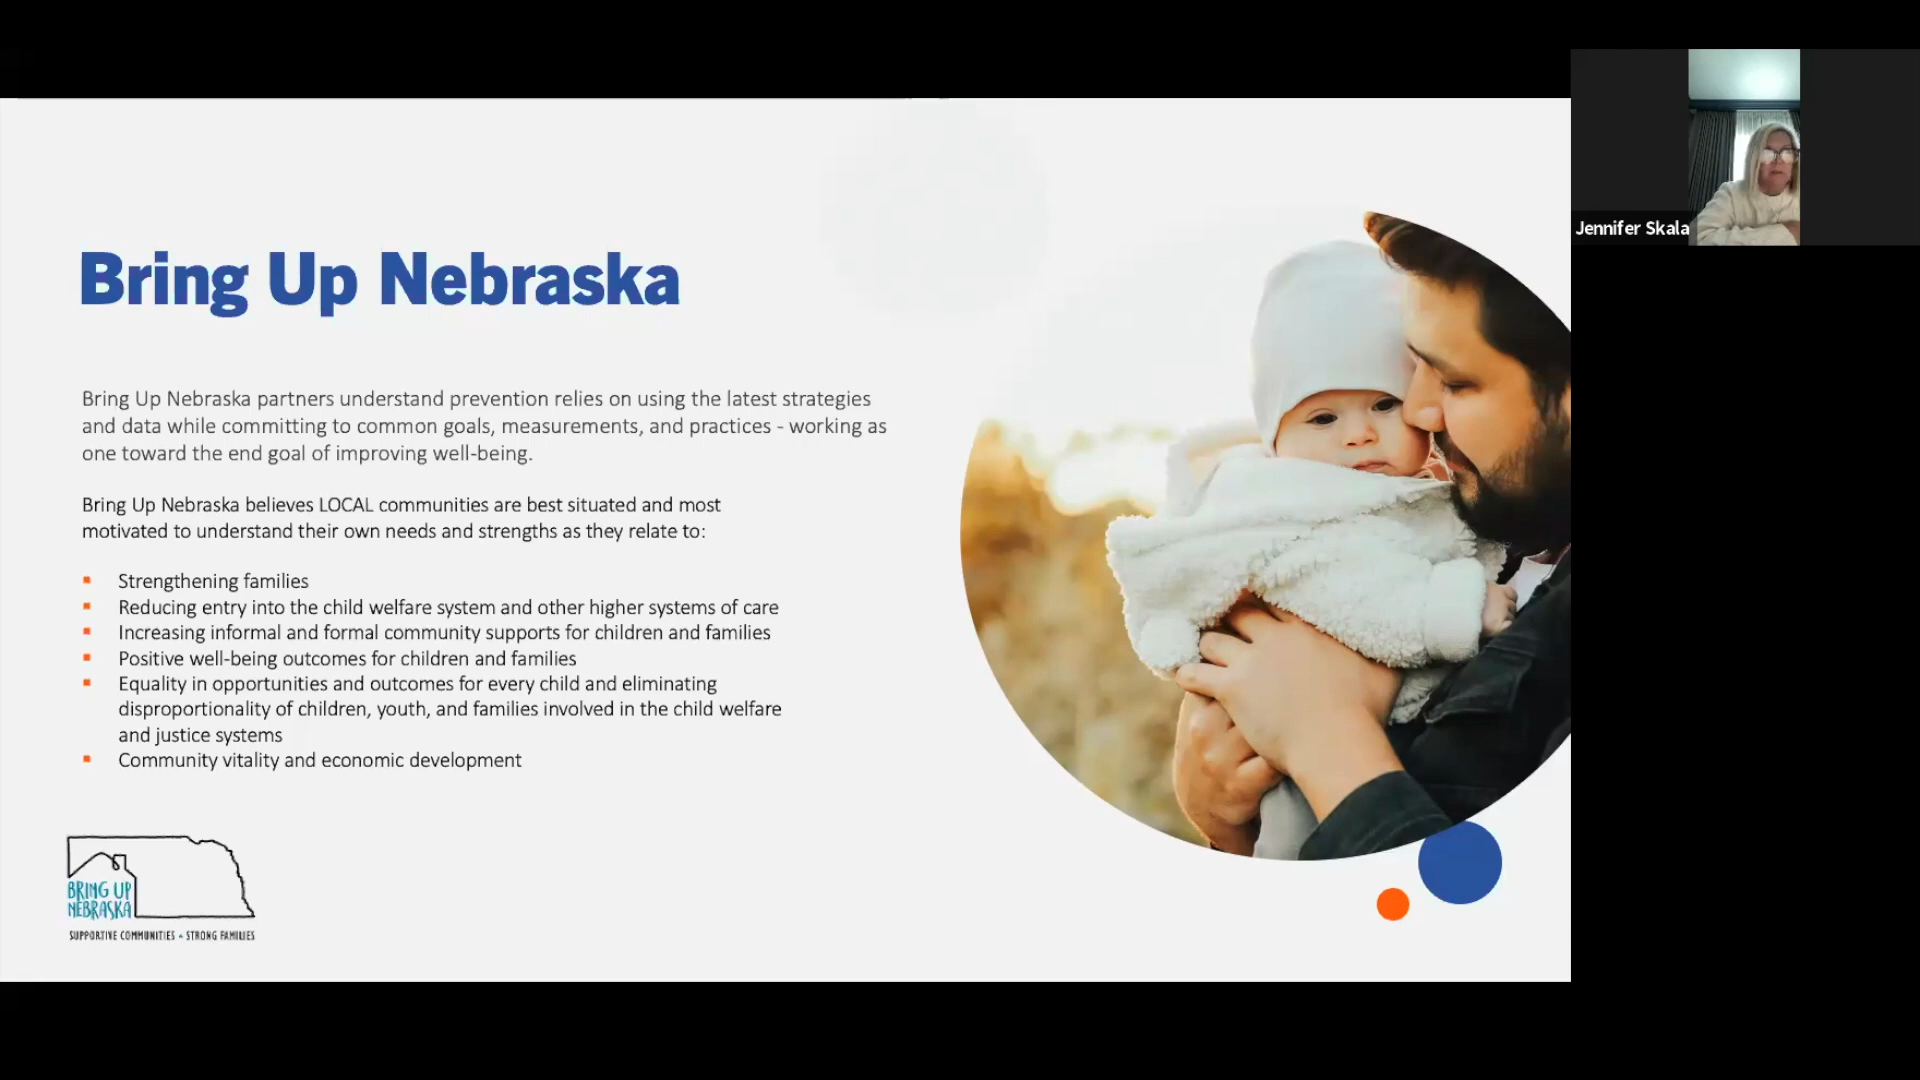 Bring Up Nebraska
Bring Up Nebraska partners understand prevention relies on using the latest strategies
and data while committing to common goals, measurements, and practices - working as
one toward the end goal of improving well-being.
Bring Up Nebraska believes LOCAL communities are best situated and most
motivated to understand their own needs and strengths as they relate to:
▪ Strengthening families
▪ Reducing entry into the child welfare system and other higher systems of care
▪ Increasing informal and formal community supports for children and families
▪ Positive well-being outcomes for children and families
▪ Equality in opportunities and outcomes for every child and eliminating
disproportionality of children, youth, and families involved in the child welfare
and justice systems
▪ Community vitality and economic development
BRING UP
NEBRASKA
SUPPORTIVE COMMUNITIES • STRONG FAMILIES
Jennifer Skala